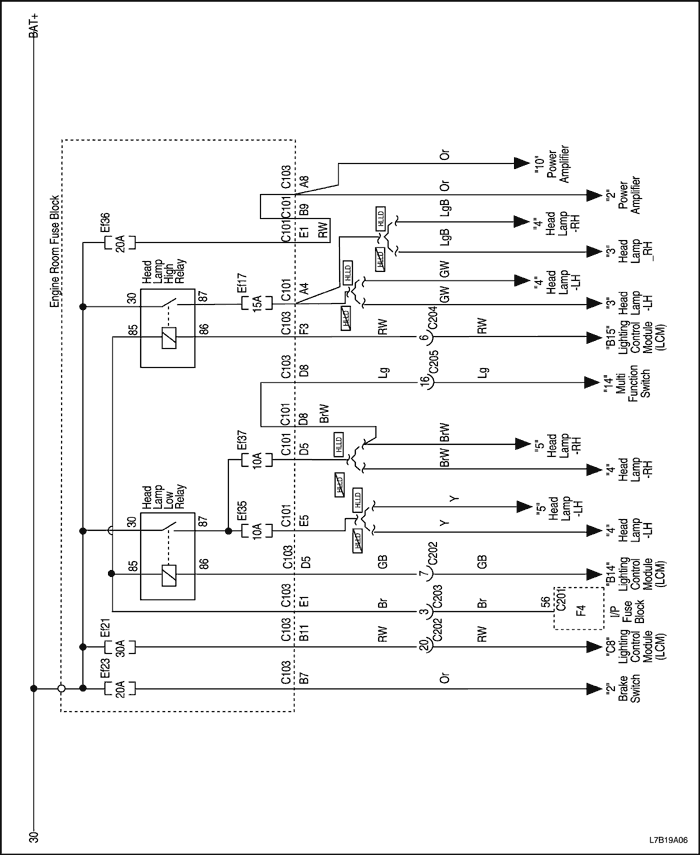 30
BAT+
Engine Room Fuse Block
Ef23
20A
Ef21
30A
Head
Lamp
Low
Relay
30
87
85
86
Ef35
10A
Ef37
10A
Head
Lamp
High
Relay
30
87
85
86
Ef17
15A
Ef36
20A
C103
B7
C103
B11
C103
E1
C103
D5
C101
E5
C101
D5
C101
D8
C103
D8
C103
F3
C101
A4
C101
E1
C101
B9
C103
A8
BrW
RW
HLLD
HLLD
HLLD
HLLD
HLLD
HLLD
HLLD
HLLD
Or
RW
20
C202
RW
Br
3
C203
Br
GB
7
C202
GB
Y
Y
BrW
BrW
Lg
16
C205
Lg
RW
6
C204
RW
GW
GW
LgB
LgB
Or
Or
56
C201
F4
"2"
Brake
Switch
"C8"
Lighting
Control
Module
(LCM)
I/P
Fuse
Block
"B14"
Lighting
Control
Module
(LCM)
"4"
Head
Lamp
-LH
"5"
Head
Lamp
-LH
"4"
Head
Lamp
-RH
"5"
Head
Lamp
-RH
"14"
Multi
Function
Switch
"B15"
Lighting
Control
Module
(LCM)
"3"
Head
Lamp
-LH
"4"
Head
Lamp
-LH
"3"
Head
Lamp
_RH
"4"
Head
Lamp
-RH
"2"
Power
Amplifier
"10"
Power
Amplifier
L7B19A06